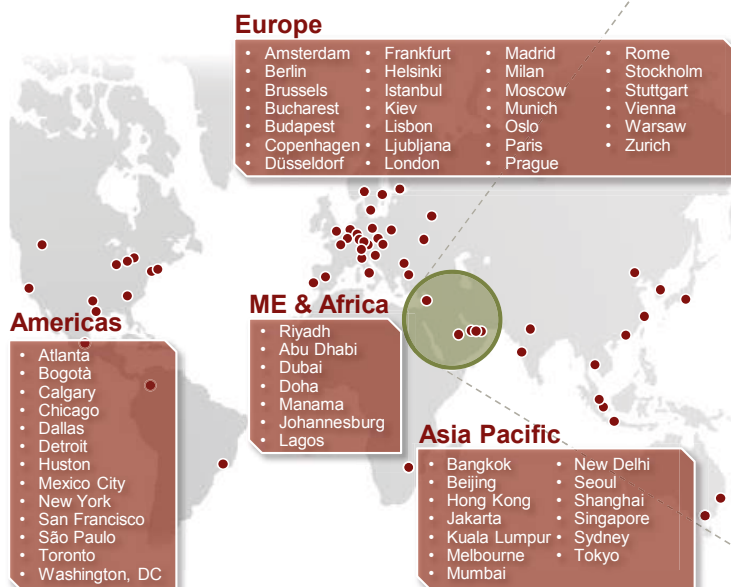 Europe
• Amsterdam
• Berlin
• Brussels
• Bucharest
• Budapest
• Copenhagen
• Düsseldorf
• Frankfurt
• Helsinki
• Istanbul
• Kiev
• Lisbon
• Ljubljana
• London
• Madrid
• Milan
• Moscow
• Munich
• Oslo
• Paris
• Prague
• Rome
• Stockholm
• Stuttgart
• Vienna
• Warsaw
• Zurich
Americas
• Atlanta
• Bogotà
• Calgary
• Chicago
• Dallas
• Detroit
• Huston
• Mexico City
• New York
• San Francisco
• São Paulo
• Toronto
• Washington, DC
ME & Africa
• Riyadh
• Abu Dhabi
• Dubai
• Doha
• Manama
• Johannesburg
• Lagos
Asia Pacific
• Bangkok
• Beijing
• Hong Kong
• Jakarta
• Kuala Lumpur
• Melbourne
• Mumbai
• New Delhi
• Seoul
• Shanghai
• Singapore
• Sydney
• Tokyo